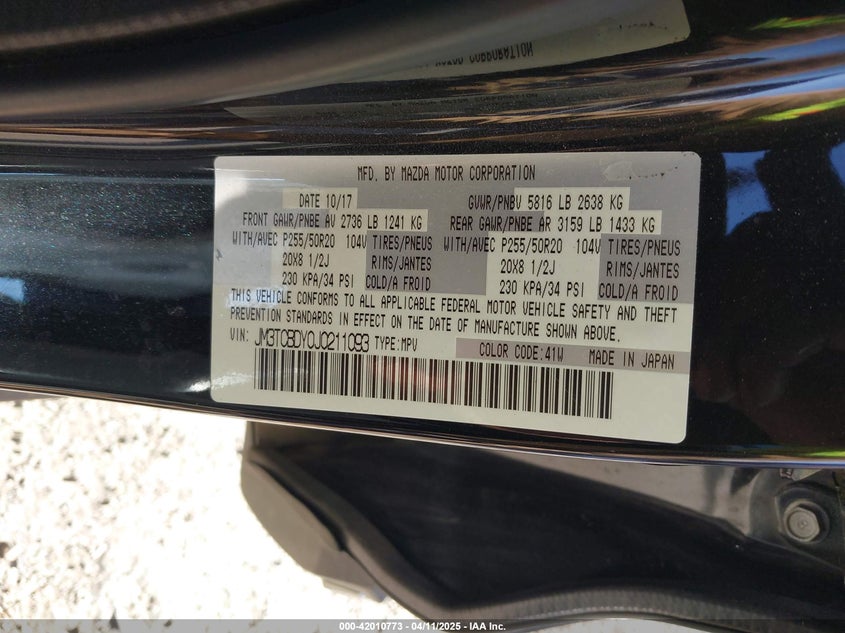 MFD. BY MAZDA MOTOR CORPORATION
DATE 10/17 GVWR/PNBV 5816 LB 2638 KG
FRONT GAWR/PNBE AV 2736 LB 1241 KG REAR GAWR/PNBE AR 3159 LB 1433 KG
WITH/AVEC P255/50R20 104V TIRES/PNEUS WITH/AVEC P255/50R20 104V TIRES/PNEUS
20X8 1/2J RIMS/JANTES 20X8 1/2J RIMS/JANTES
230 KPA/34 PSI COLD/A FROID 230 KPA/34 PSI COLD/A FROID
THIS VEHICLE CONFORMS TO ALL APPLICABLE FEDERAL MOTOR VEHICLE SAFETY AND THEFT
PREVENTION STANDARDS IN EFFECT ON THE DATE OF MANUFACTURE SHOWN ABOVE.
VIN: JM3TCBDY0J0211093 TYPE:MPV COLOR CODE:41W MADE IN JAPAN
000-42010773 - 04/11/2025 - IAA Inc.